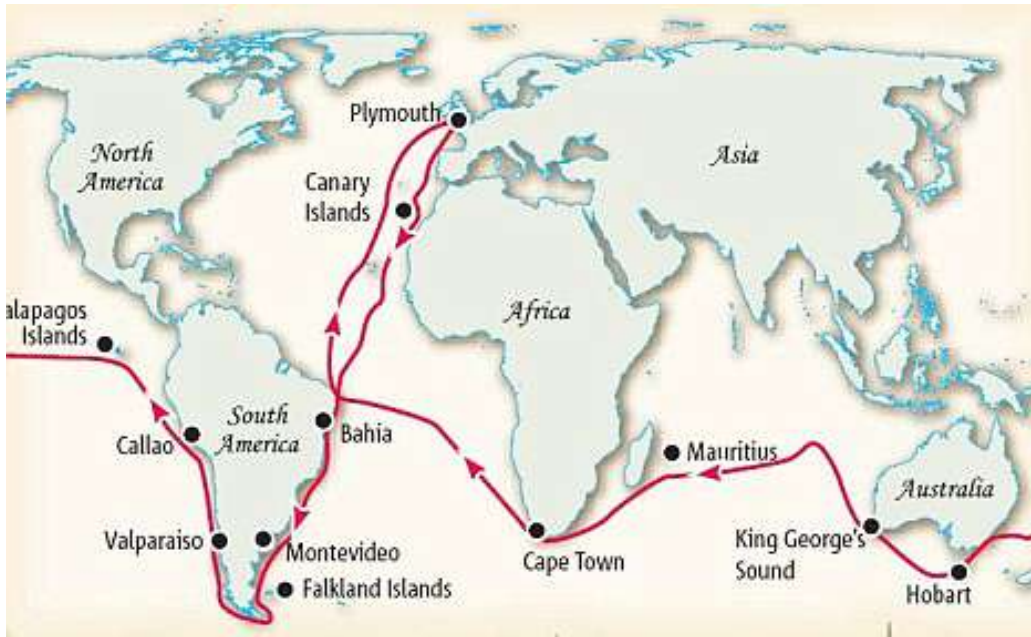 Plymouth
North
America
Asia
Canary
Islands
Africa
alapagos
Islands
South
America
Bahia
Callao
Mauritius
Australia
Valparaiso
Montevideo
Cape Town
King George's
Sound
Falkland Islands
Hobart